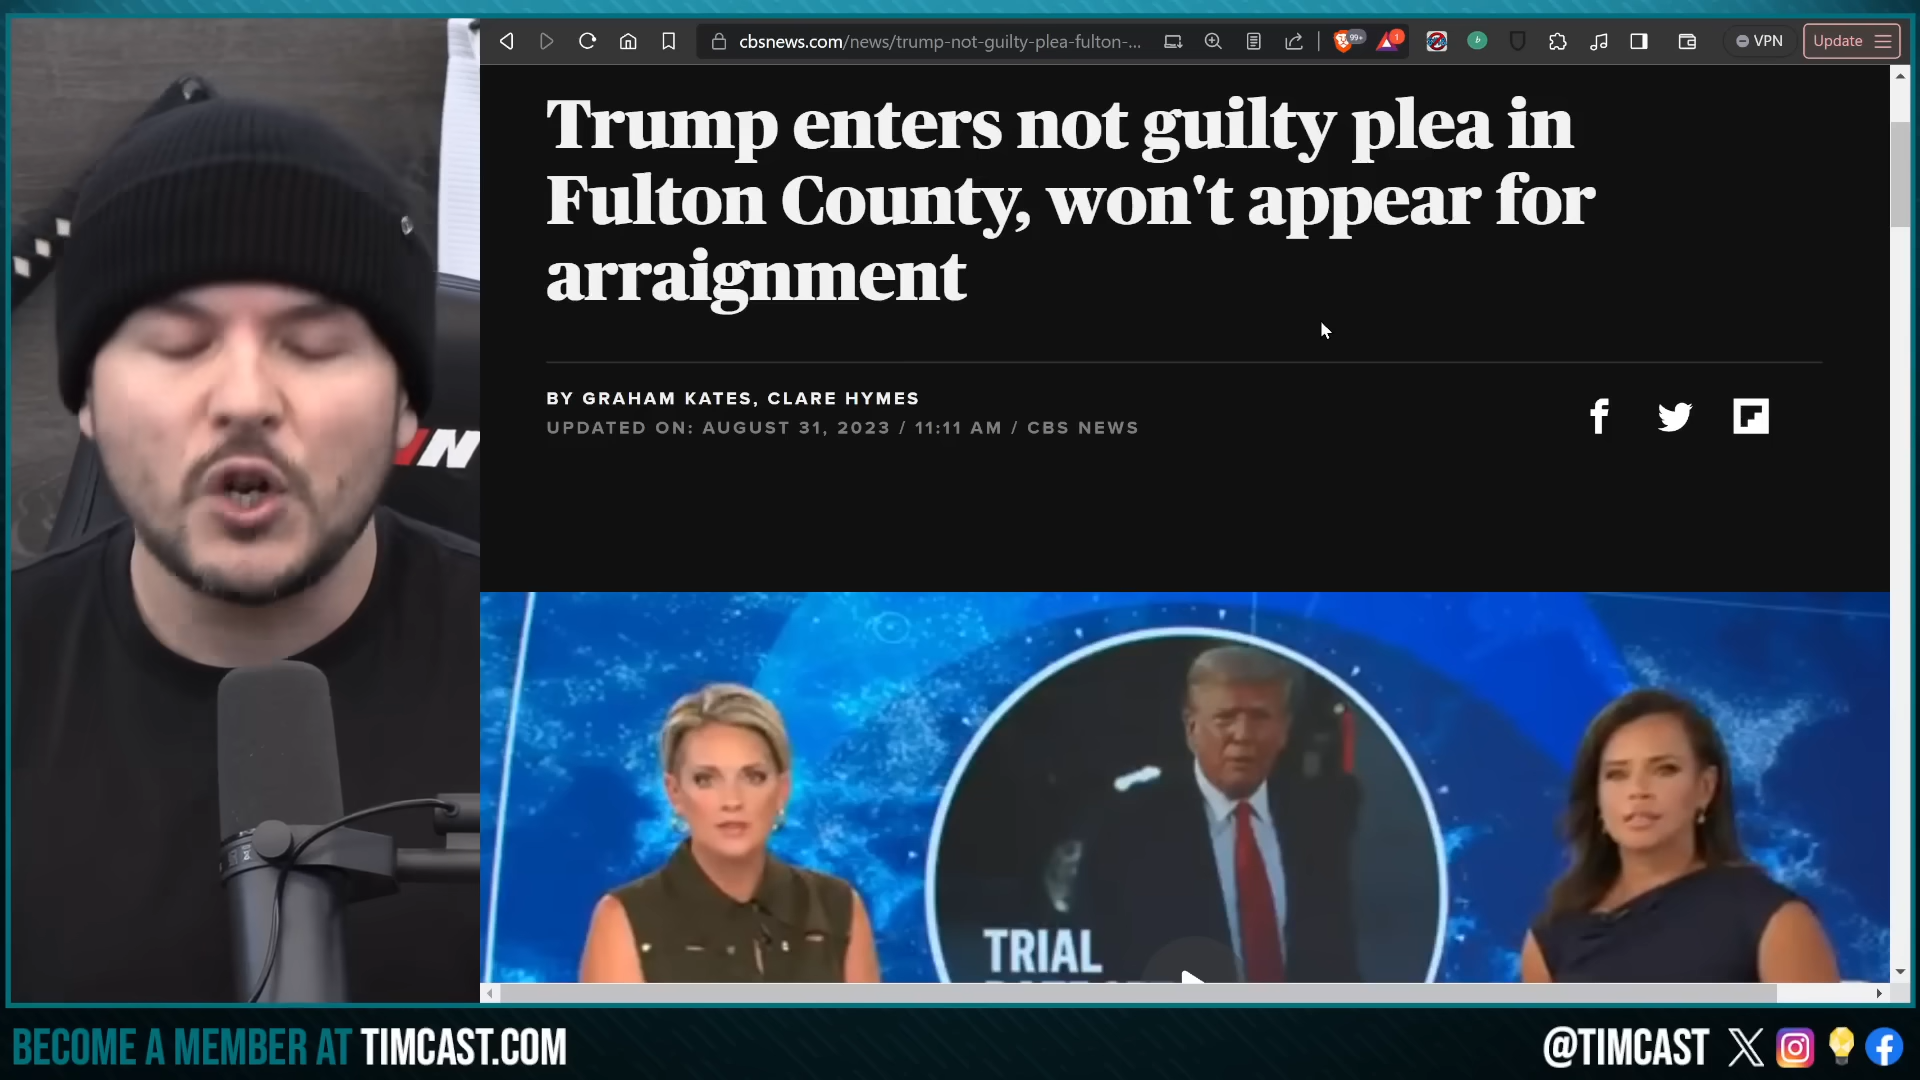 cbsnews.com/news/trump-not-guilty-plea-fulton-...
99+
1
b
VPN
Update
Trump enters not guilty plea in
Fulton County, won't appear for
arraignment
BY GRAHAM KATES, CLARE HYMES
UPDATED ON: AUGUST 31, 2023 / 11:11 AM / CBS NEWS
TRIAL
BECOME A MEMBER AT TIMCAST.COM
@TIMCAST